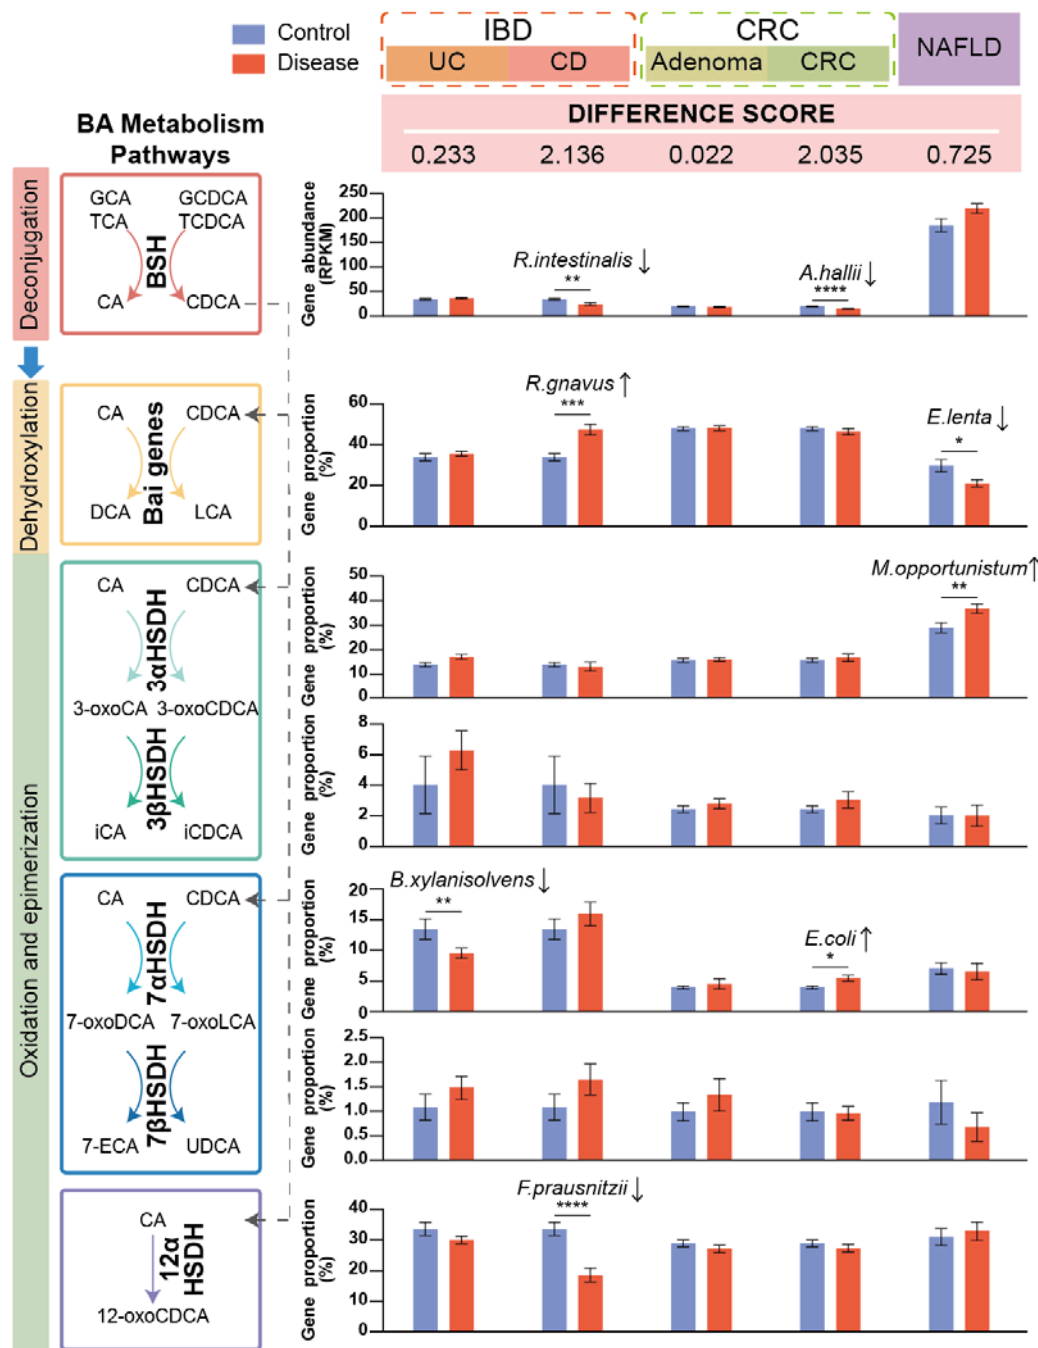 Control
Disease
IBD
UC CD
CRC
Adenoma CRC
NAFLD
DIFFERENCE SCORE
0.233 2.136 0.022 2.035 0.725
BA Metabolism
Pathways
Deconjugation
GCA GCDCA
TCA TCDCA
BSH
CA CDCA
Gene abundance
(RPKM)
250
200
150
100
50
0
R.intestinalis ↓
**
A.hallii ↓
****
Dehydroxylation
CA CDCA
Bai genes
DCA LCA
Gene proportion
(%)
60
40
20
0
R.gnavus ↑
***
E.lenta ↓
*
Oxidation and epimerization
CA CDCA
3αHSDH
3-oxoCA 3-oxoCDCA
3βHSDH
iCA iCDCA
Gene proportion
(%)
50
40
30
20
10
0
M.opportunistum ↑
**
Gene proportion
(%)
8
6
4
2
0
CA CDCA
7αHSDH
7-oxoDCA 7-oxoLCA
7βHSDH
7-ECA UDCA
Gene proportion
(%)
20
15
10
5
0
B.xylanisolvens ↓
**
E.coli ↑
*
Gene proportion
(%)
2.5
2.0
1.5
1.0
0.5
0.0
CA
12α
HSDH
12-oxoCDCA
Gene proportion
(%)
40
30
20
10
0
F.prausnitzii ↓
****